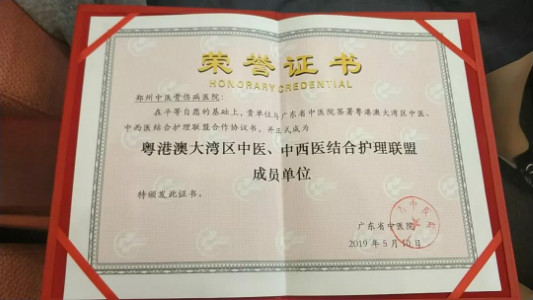 荣誉证书
HONORARY CREDENTIAL
郑州中医骨伤病医院:
在平等自愿的基础上,贵单位与广东省中医院签署粤港澳大湾区中医、
中西医结合护理联盟合作协议书,并正式成为
粤港澳大湾区中医、中西医结合护理联盟
成员单位
特颁发此证书。
广东省中医院
2019 年 5 月 10 日